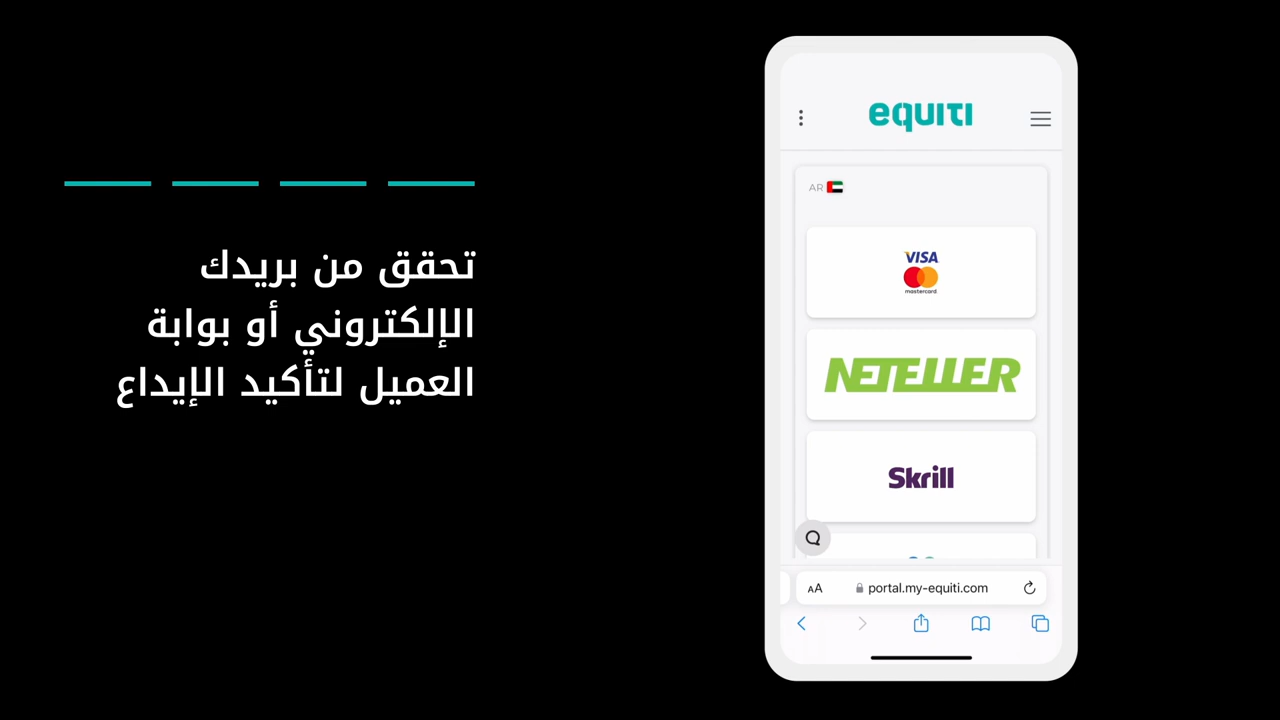 تحقق من بريدك
الإلكتروني أو بوابة
العميل لتأكيد الإيداع
equiti
AR
VISA
mastercard
NETELLER
Skrill
AA
portal.my-equiti.com